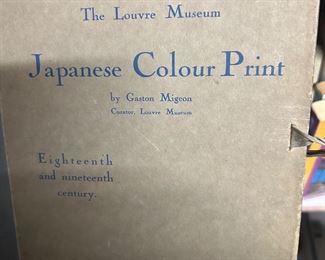 The Louvre Museum
Japanese Colour Print
by Gaston Migeon
Curator, Louvre Museum
Eighteenth
and nineteenth
century.